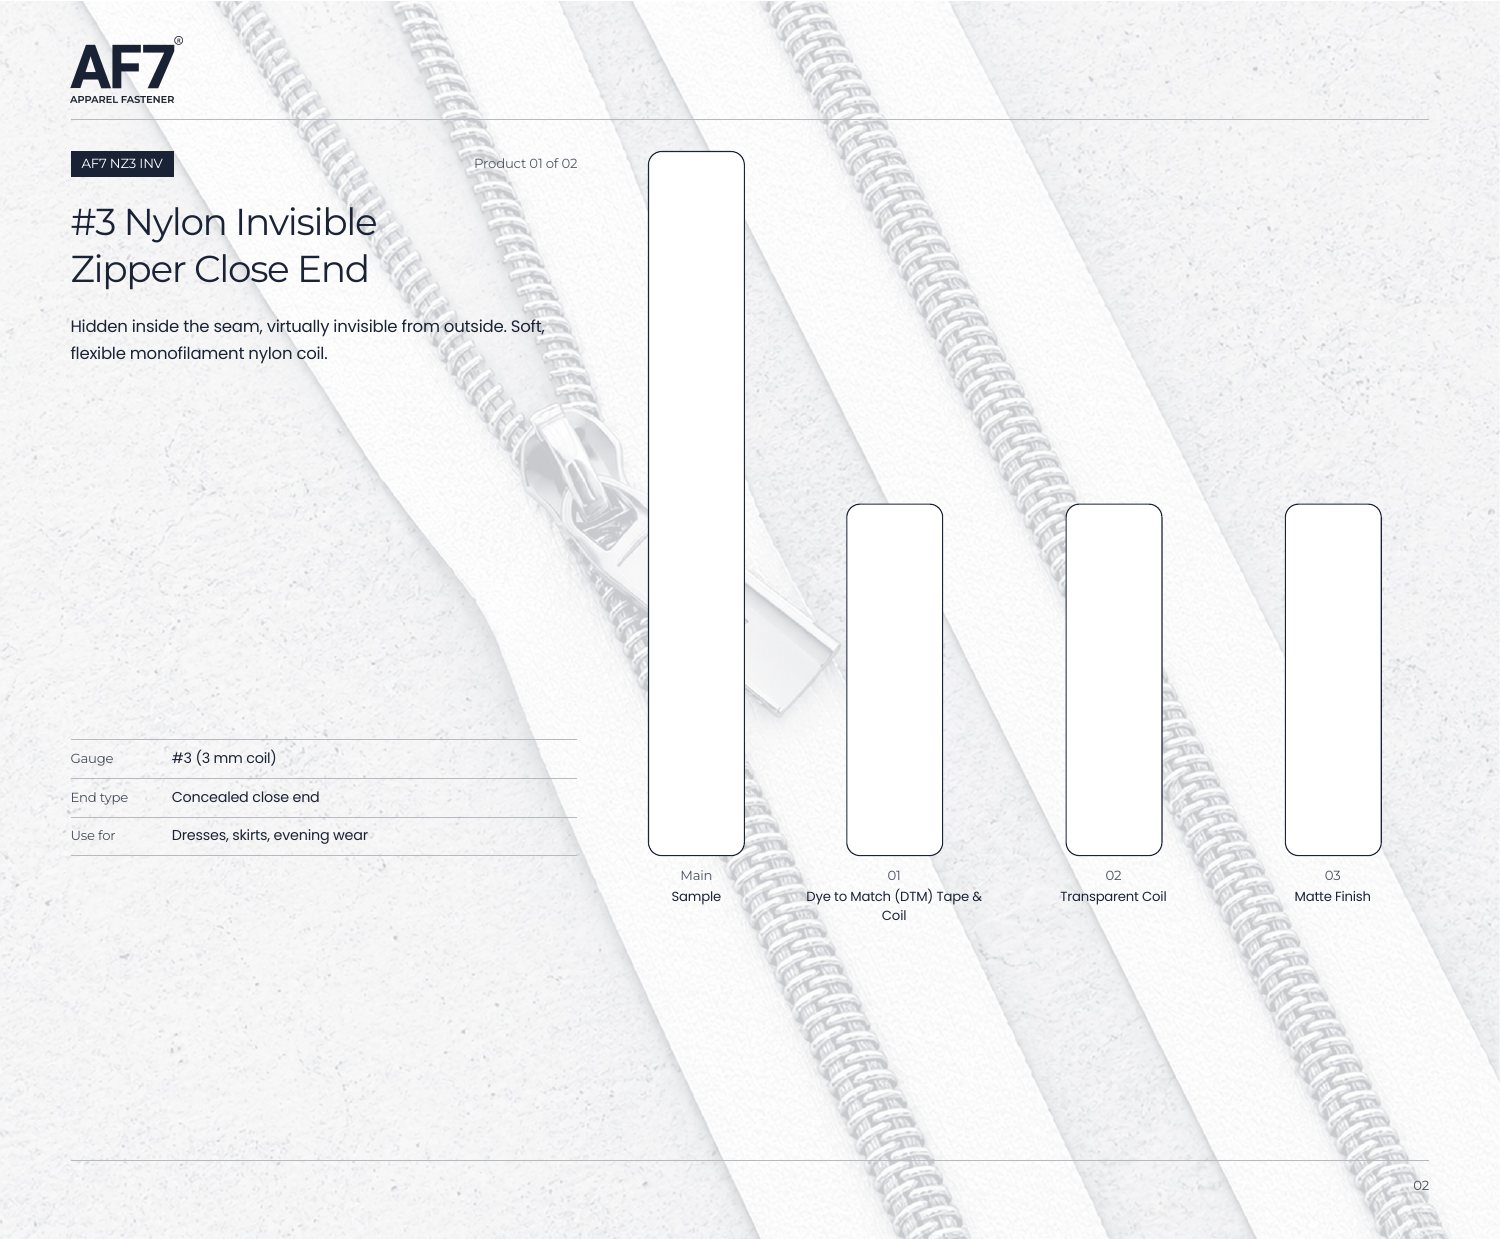 AF7®
APPAREL FASTENER
AF7 NZ3 INV
Product 01 of 02
#3 Nylon Invisible
Zipper Close End
Hidden inside the seam, virtually invisible from outside. Soft,
flexible monofilament nylon coil.
Gauge #3 (3 mm coil)
End type Concealed close end
Use for Dresses, skirts, evening wear
Main
Sample
01
Dye to Match (DTM) Tape &
Coil
02
Transparent Coil
03
Matte Finish
02